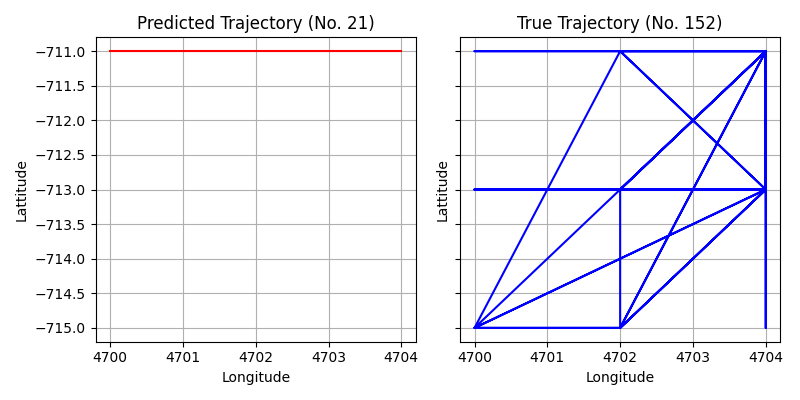 Predicted Trajectory (No. 21)
Lattitude
−711.0
−711.5
−712.0
−712.5
−713.0
−713.5
−714.0
−714.5
−715.0
4700 4701 4702 4703 4704
Longitude
True Trajectory (No. 152)
Lattitude
4700 4701 4702 4703 4704
Longitude